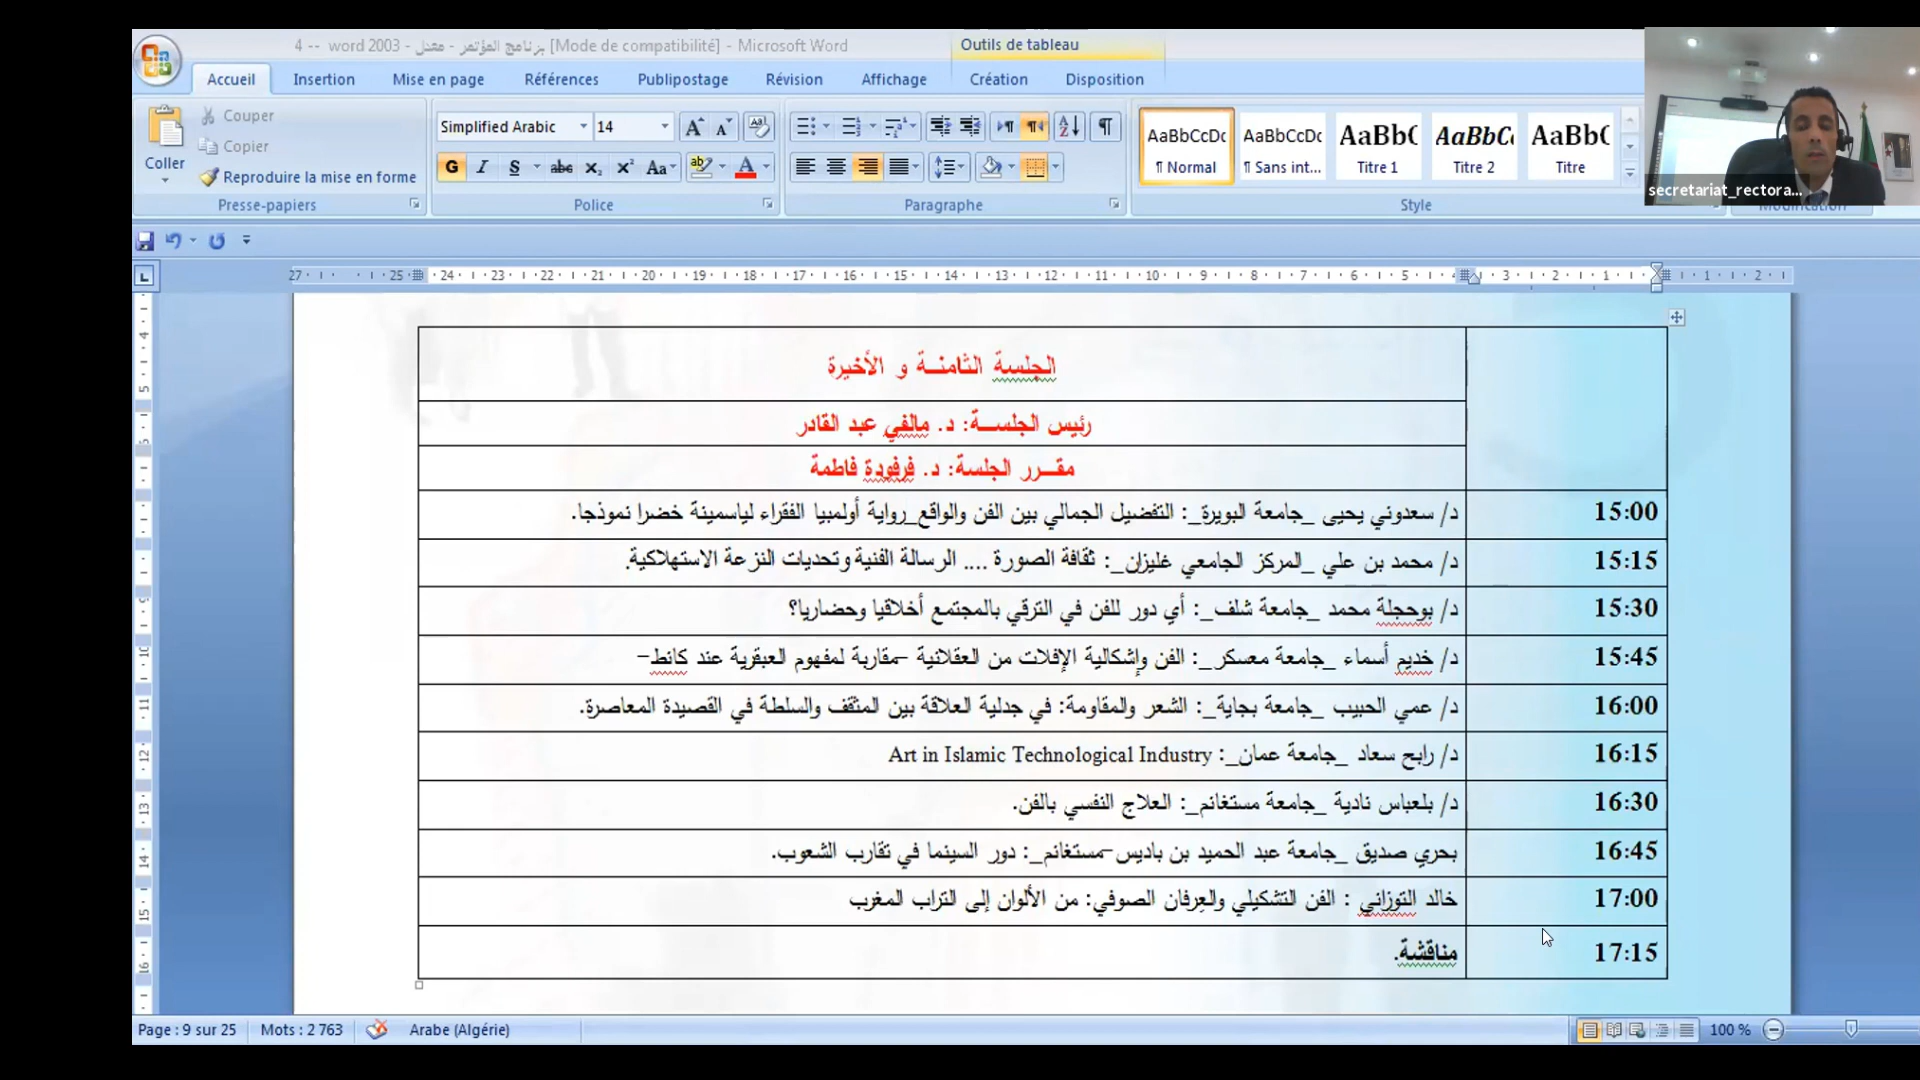 4 -- word 2003 - برنامج المؤتمر - معدل [Mode de compatibilité] - Microsoft Word
Outils de tableau
Accueil Insertion Mise en page Références Publipostage Révision Affichage Création Disposition
Coller
Couper
Copier
Reproduire la mise en forme
Presse-papiers
Simplified Arabic 14
Police
Paragraphe
AaBbCcDc AaBbCcDc AaBbC AaBbC AaBbC
¶ Normal ¶ Sans int... Titre 1 Titre 2 Titre
Style
Modification
secretariat_rectora...
الجلسة الثامنــة و الأخيرة
رئيس الجلســة: د. مالفي عبد القادر
مقــرر الجلسة: د. فرفودة فاطمة
15:00 د/ سعدوني يحيى _جامعة البويرة_: التفضيل الجمالي بين الفن والواقع_رواية أولمبيا الفقراء لياسمينة خضرا نموذجا.
15:15 د/ محمد بن علي _المركز الجامعي غليزان_: ثقافة الصورة .... الرسالة الفنية وتحديات النزعة الاستهلاكية.
15:30 د/ بوحجلة محمد _جامعة شلف_: أي دور للفن في الترقي بالمجتمع أخلاقيا وحضاريا؟
15:45 د/ خديم أسماء _جامعة معسكر_: الفن وإشكالية الإفلات من العقلانية –مقاربة لمفهوم العبقرية عند كانط–
16:00 د/ عمي الحبيب _جامعة بجاية_: الشعر والمقاومة: في جدلية العلاقة بين المثقف والسلطة في القصيدة المعاصرة.
16:15 د/ رابح سعاد _جامعة عمان_: Art in Islamic Technological Industry
16:30 د/ بلعباس نادية _جامعة مستغانم_: العلاج النفسي بالفن.
16:45 بحري صديق _جامعة عبد الحميد بن باديس–مستغانم_: دور السينما في تقارب الشعوب.
17:00 خالد التوزاني : الفن التشكيلي والعِرفان الصوفي: من الألوان إلى التراب المغرب
17:15 مناقشة.
Page : 9 sur 25 Mots : 2 763 Arabe (Algérie) 100 %